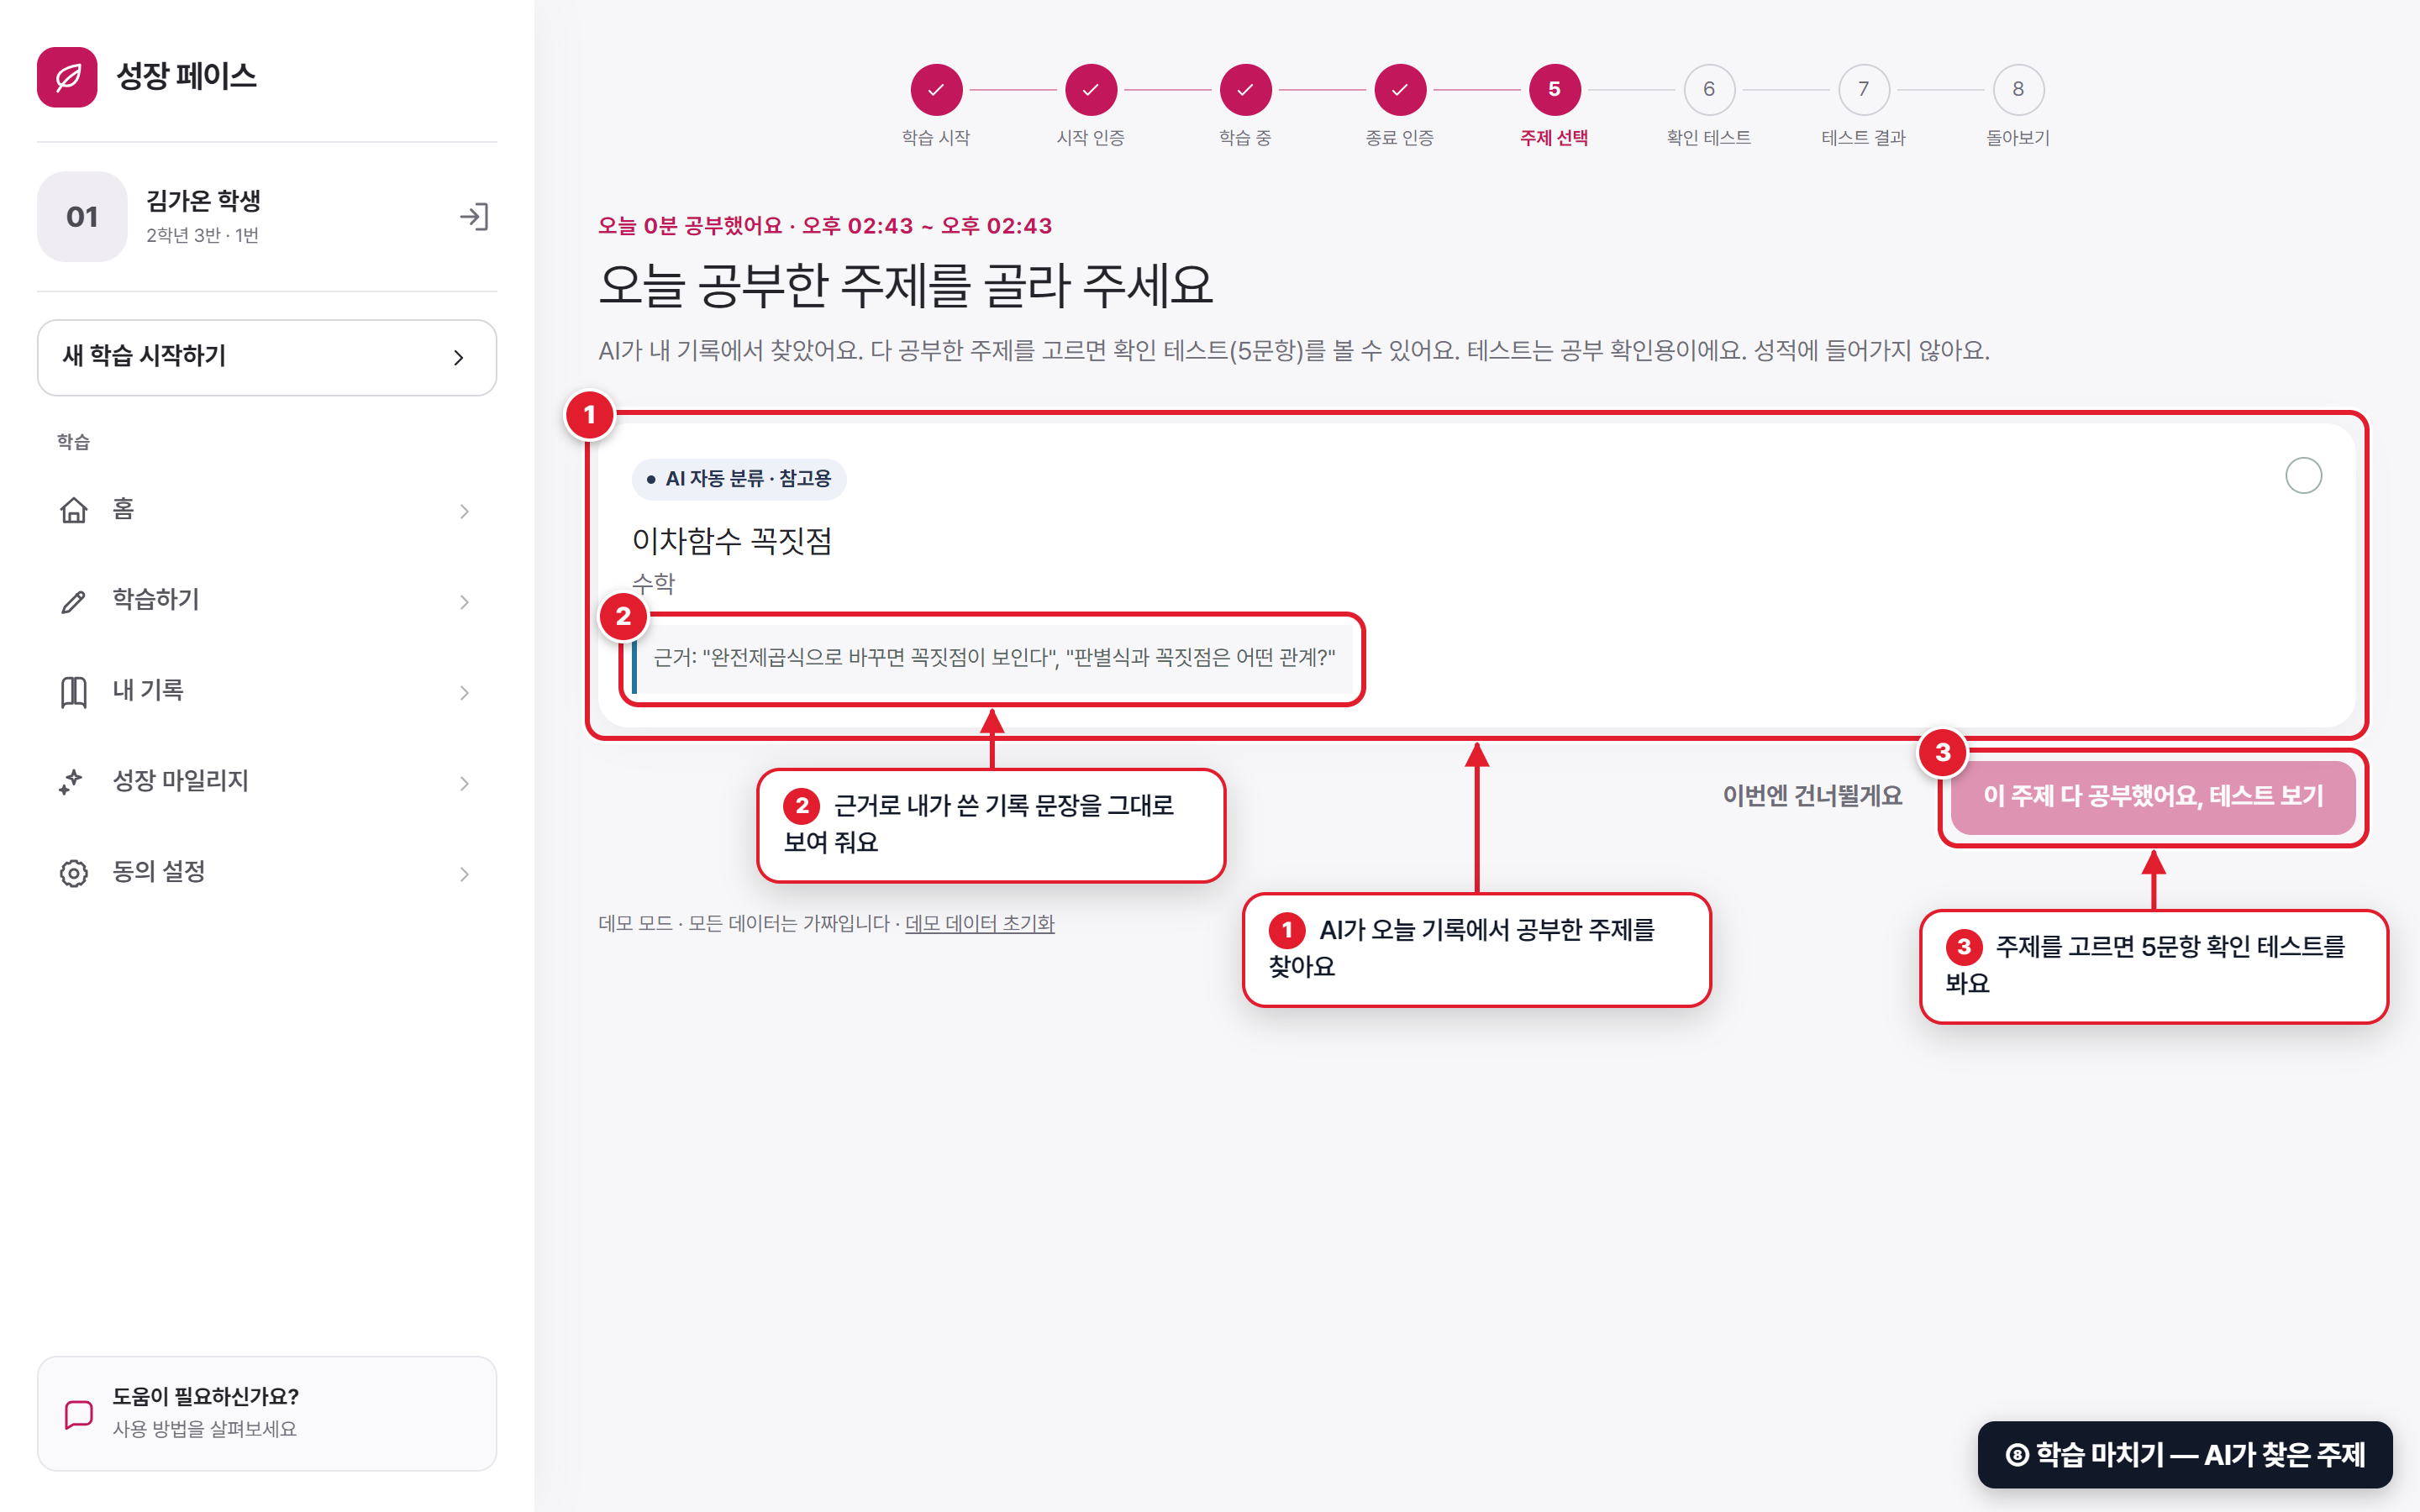 성장 페이스
01
김가온 학생
2학년 3반 · 1번
새 학습 시작하기
학습
홈
학습하기
내 기록
성장 마일리지
동의 설정
도움이 필요하신가요?
사용 방법을 살펴보세요
5
6
7
8
학습 시작
시작 인증
학습 중
종료 인증
주제 선택
확인 테스트
테스트 결과
돌아보기
오늘 0분 공부했어요 · 오후 02:43 ~ 오후 02:43
오늘 공부한 주제를 골라 주세요
AI가 내 기록에서 찾았어요. 다 공부한 주제를 고르면 확인 테스트(5문항)를 볼 수 있어요. 테스트는 공부 확인용이에요. 성적에 들어가지 않아요.
1
AI 자동 분류 · 참고용
이차함수 꼭짓점
수학
2
근거: "완전제곱식으로 바꾸면 꼭짓점이 보인다", "판별식과 꼭짓점은 어떤 관계?"
3
이번엔 건너뛸게요
이 주제 다 공부했어요, 테스트 보기
2 근거로 내가 쓴 기록 문장을 그대로
보여 줘요
1 AI가 오늘 기록에서 공부한 주제를
찾아요
3 주제를 고르면 5문항 확인 테스트를
봐요
데모 모드 · 모든 데이터는 가짜입니다 · 데모 데이터 초기화
⑧ 학습 마치기 — AI가 찾은 주제